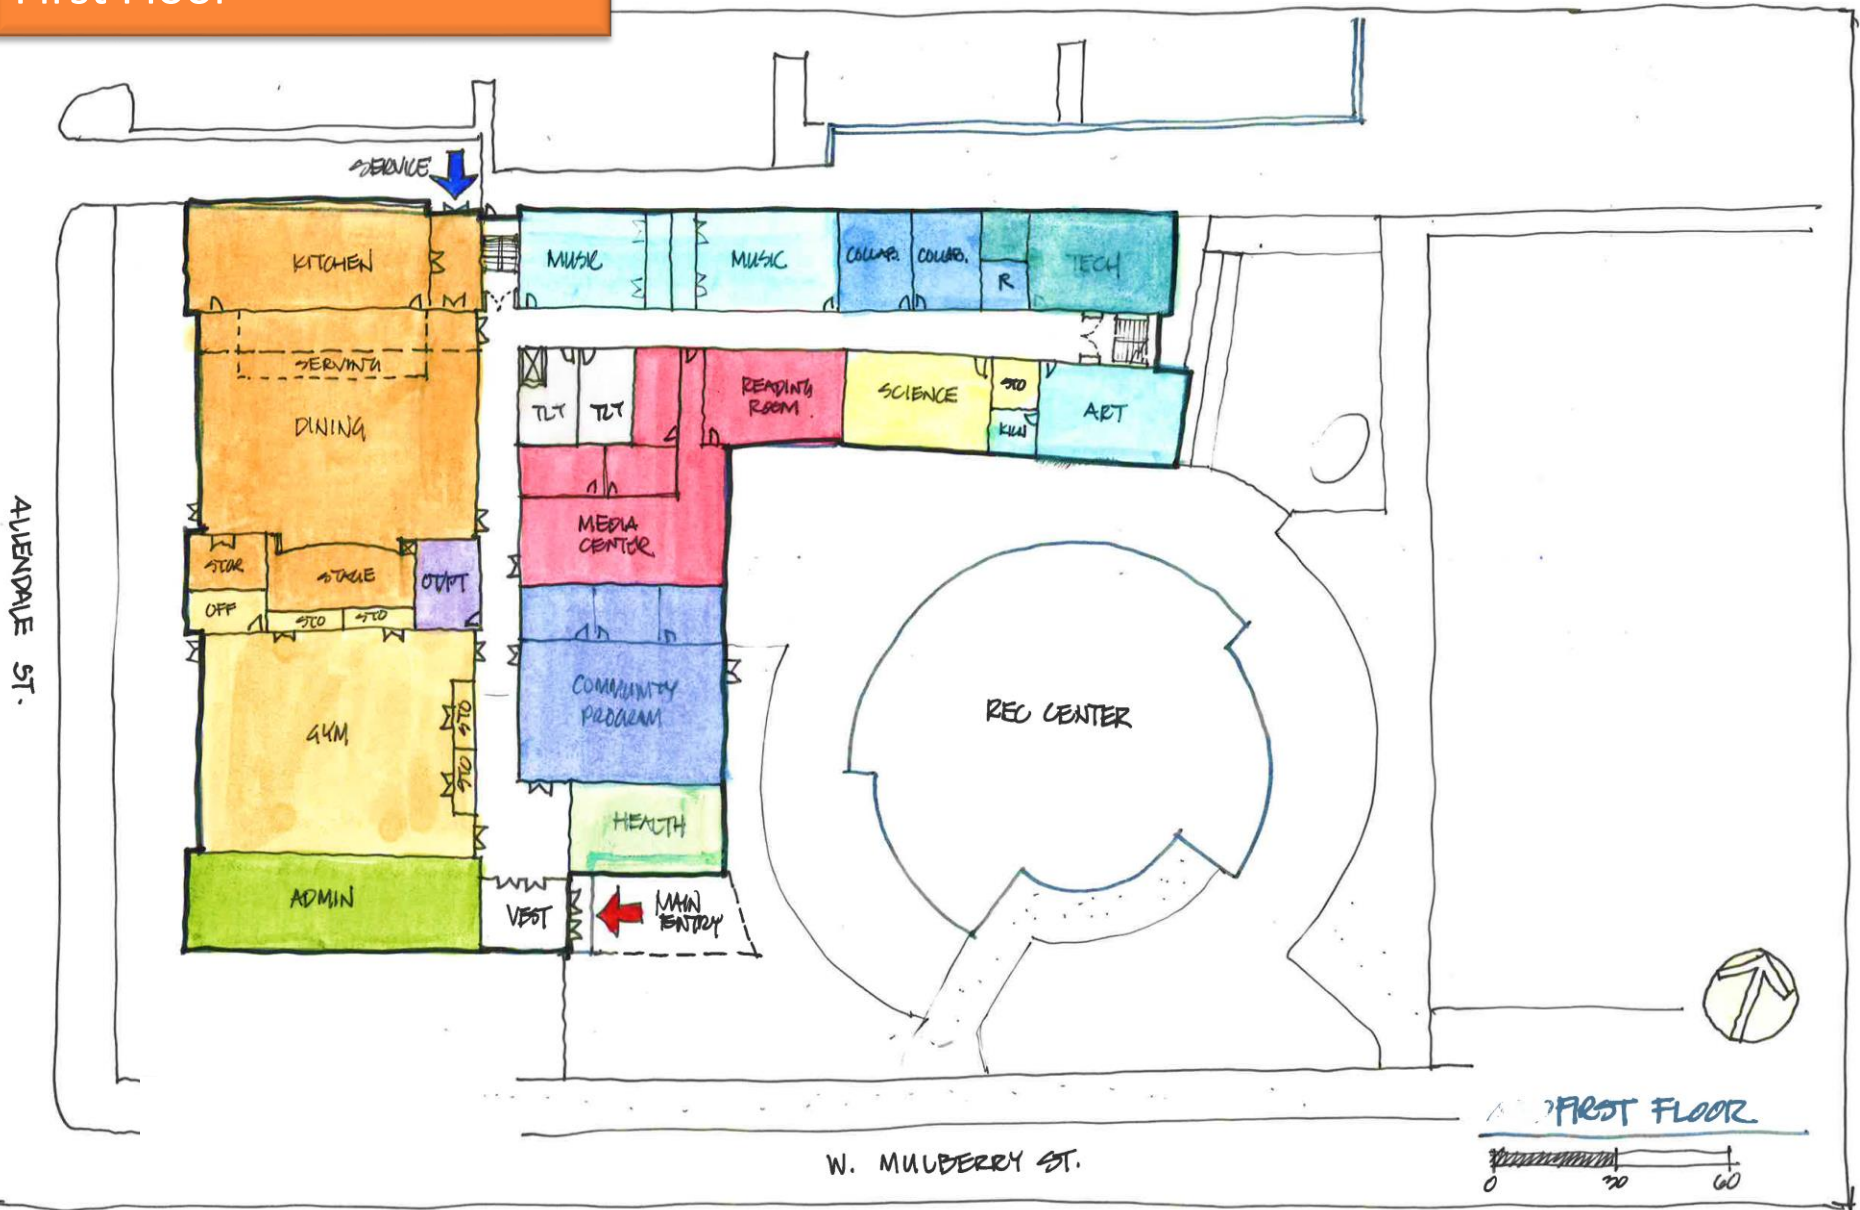 First Floor
SERVICE
KITCHEN
MUSIC
MUSIC
COLLAB.
COLLAB.
R
TECH
SERVING
DINING
TLT
TLT
READING
ROOM
SCIENCE
STO
KILN
ART
MEDIA
CENTER
STOR
STAGE
OT/PT
OFF
STO
STO
COMMUNITY
PROGRAM
GYM
STO
STO
REC CENTER
HEALTH
ADMIN
VEST
MAIN
ENTRY
ALLENDALE ST.
W. MULBERRY ST.
FIRST FLOOR
0 30 60